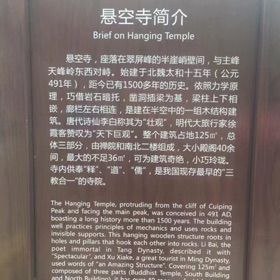 悬空寺简介
Brief on Hanging Temple
悬空寺,座落在翠屏峰的半崖峭壁间,与主峰
天峰岭东西对峙。始建于北魏太和十五年(公元
491年),距今已有1500多年的历史。依照力学原
理,巧借岩石暗托,凿洞插梁为基,梁柱上下相
嵌,廊栏左右相连,是建在空中的一组木结构建
筑。唐代诗仙李白称其为“壮观”,明代大旅行家徐
霞客赞叹为“天下巨观”。整个建筑占地125㎡,总
体三部分,由禅院和南北二楼组成,大小殿阁40余
间,最大的不足36㎡,可为建筑奇绝,小巧玲珑。
寺内供奉“释”、“道”、“儒”,是我国现存最早的“三
教合一”的寺院。
The Hanging Temple, protruding from the cliff of Cuiping
Peak and facing the main peak, was conceived in 491 AD
boasting a long history more than 1500 years. The building
well practices principles of mechanics and uses rocks and
invisible supports. This hanging wooden structure roots in
holes and pillars that hook each other into rocks. Li Bai, the
poet immortal in Tang Dynasty, described it with
"Spectacular", and Xu Xiake, a great tourist in Ming Dynasty,
used words of "an Amazing Structure". Covering 125㎡ and
composed of three parts (Buddhist Temple, South Building